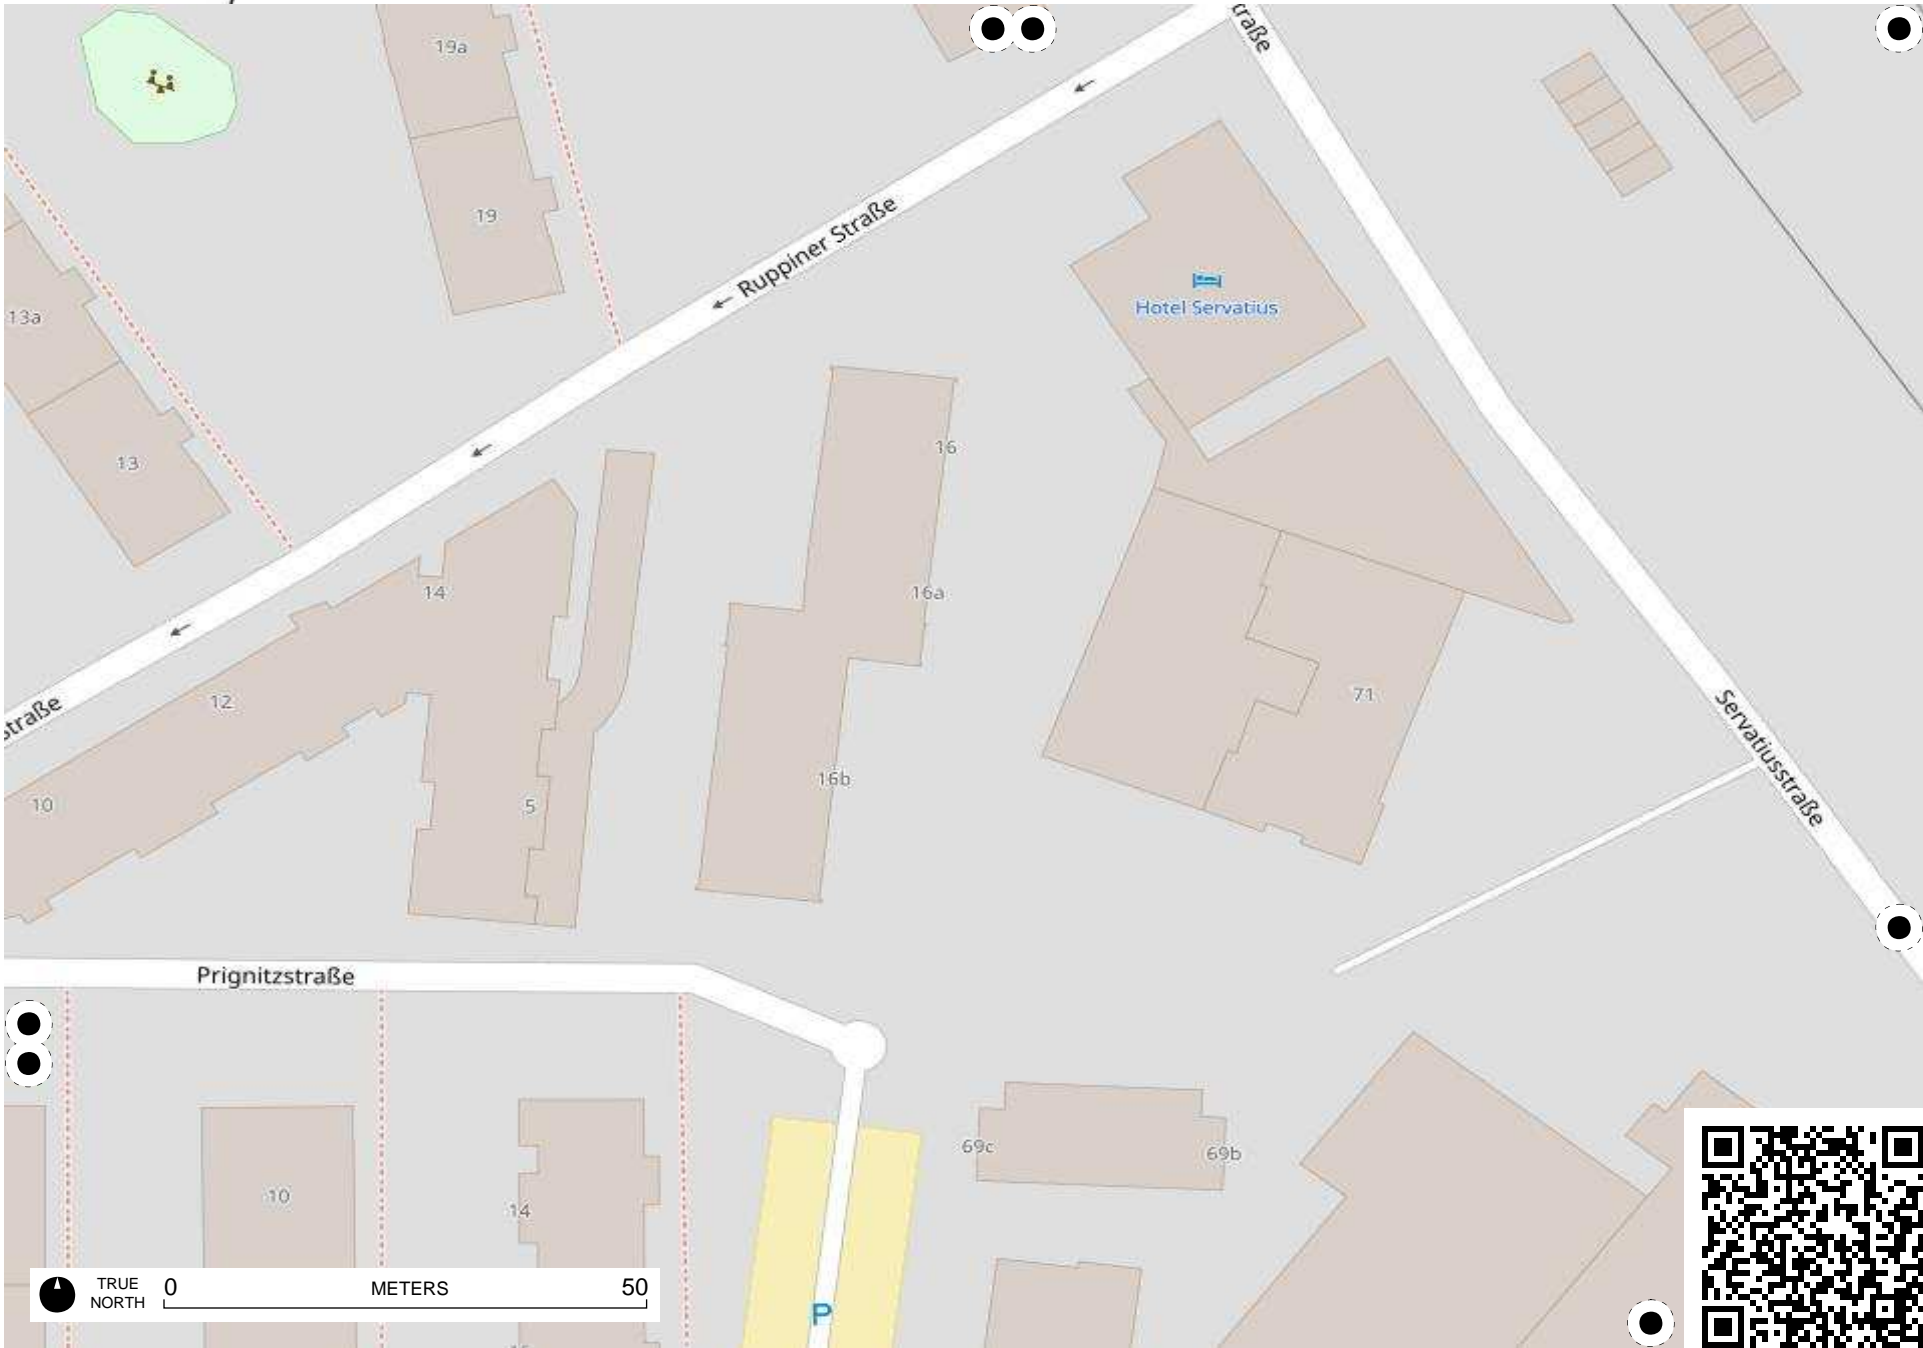 19a
traße
19
Ruppiner Straße
13a
Hotel Servatius
13
16
14
16a
12
71
straße
Servatiusstraße
16b
10
5
Prignitzstraße
69c
69b
10
14
TRUE
NORTH
0
METERS
50
P